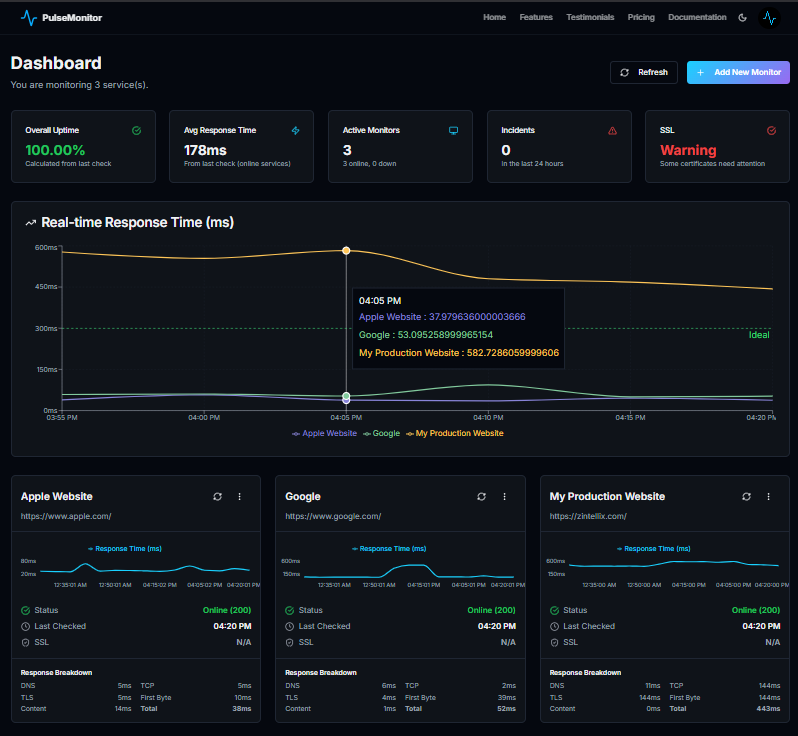 PulseMonitor
Home Features Testimonials Pricing Documentation
Dashboard
You are monitoring 3 service(s).
Refresh
Add New Monitor
Overall Uptime
100.00%
Calculated from last check
Avg Response Time
178ms
From last check (online services)
Active Monitors
3
3 online, 0 down
Incidents
0
In the last 24 hours
SSL
Warning
Some certificates need attention
Real-time Response Time (ms)
600ms
450ms
300ms
150ms
0ms
Ideal
04:05 PM
Apple Website : 37.979636000003666
Google : 53.095258999965154
My Production Website : 582.7286059999606
03:55 PM 04:00 PM 04:05 PM 04:10 PM 04:15 PM 04:20 PM
Apple Website Google My Production Website
Apple Website
https://www.apple.com/
Response Time (ms)
80ms
20ms
12:35:01 AM 12:50:01 AM 04:15:02 PM 04:05:02 PM 04:20:01 PM
Status Online (200)
Last Checked 04:20 PM
SSL N/A
Response Breakdown
DNS 5ms TCP 5ms
TLS 5ms First Byte 10ms
Content 14ms Total 38ms
Google
https://www.google.com/
Response Time (ms)
600ms
150ms
12:35:01 AM 12:50:01 AM 04:15:01 PM 04:05:01 PM 04:20:01 PM
Status Online (200)
Last Checked 04:20 PM
SSL N/A
Response Breakdown
DNS 6ms TCP 2ms
TLS 4ms First Byte 39ms
Content 1ms Total 52ms
My Production Website
https://zintellix.com/
Response Time (ms)
600ms
150ms
12:35:00 AM 12:50:00 AM 04:15:00 PM 04:05:00 PM 04:20:00 PM
Status Online (200)
Last Checked 04:20 PM
SSL N/A
Response Breakdown
DNS 11ms TCP 144ms
TLS 144ms First Byte 144ms
Content 0ms Total 443ms